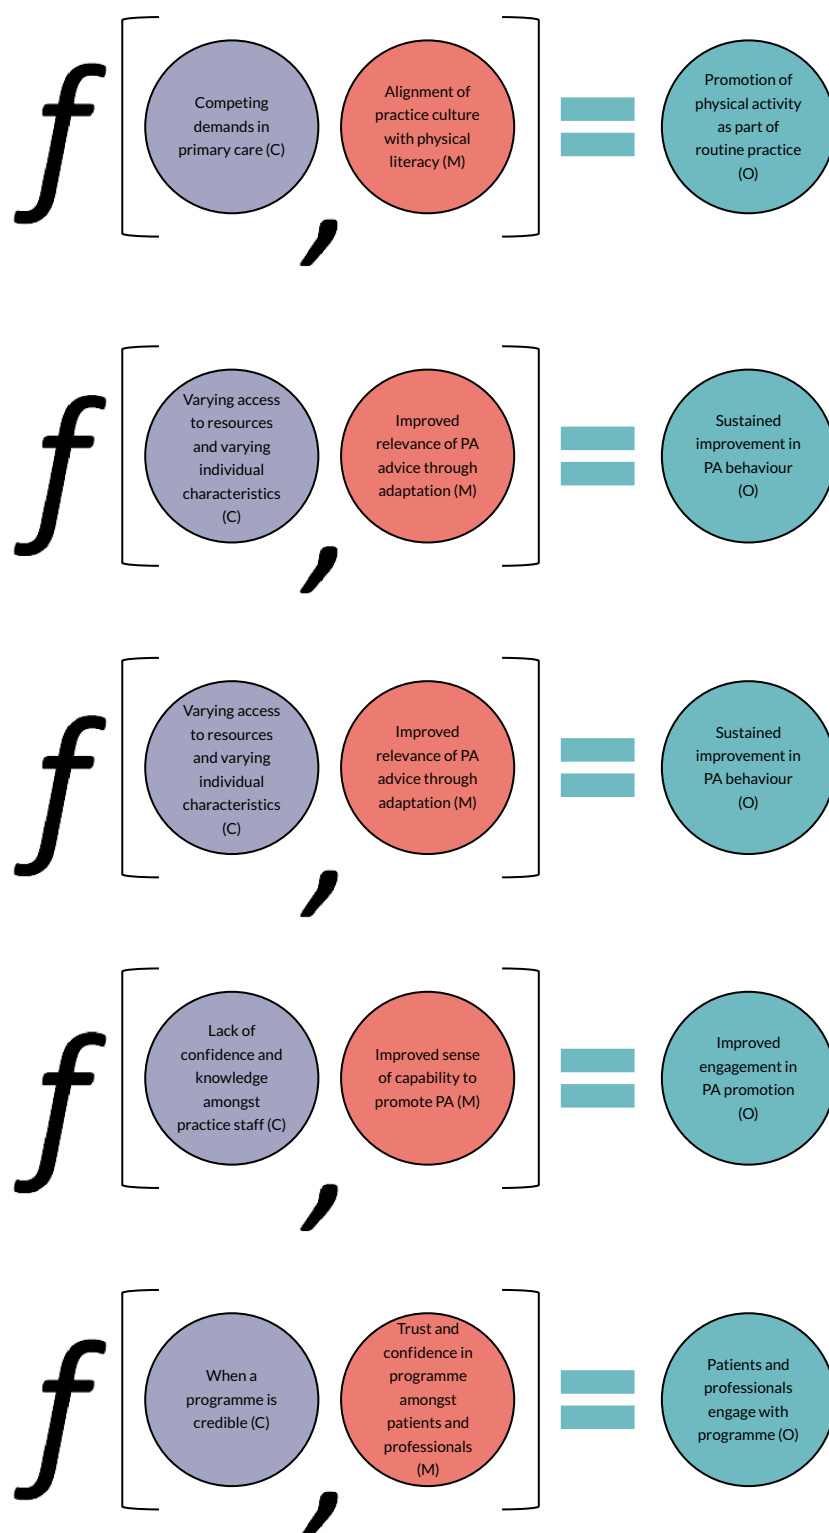 f
Competing
demands in
primary care (C)
,
Alignment of
practice culture
with physical
literacy (M)
=
Promotion of
physical activity
as part of
routine practice
(O)
f
Varying access
to resources
and varying
individual
characteristics
(C)
,
Improved
relevance of PA
advice through
adaptation (M)
=
Sustained
improvement in
PA behaviour
(O)
f
Varying access
to resources
and varying
individual
characteristics
(C)
,
Improved
relevance of PA
advice through
adaptation (M)
=
Sustained
improvement in
PA behaviour
(O)
f
Lack of
confidence and
knowledge
amongst
practice staff (C)
,
Improved sense
of capability to
promote PA (M)
=
Improved
engagement in
PA promotion
(O)
f
When a
programme is
credible (C)
,
Trust and
confidence in
programme
amongst
patients and
professionals
(M)
=
Patients and
professionals
engage with
programme (O)